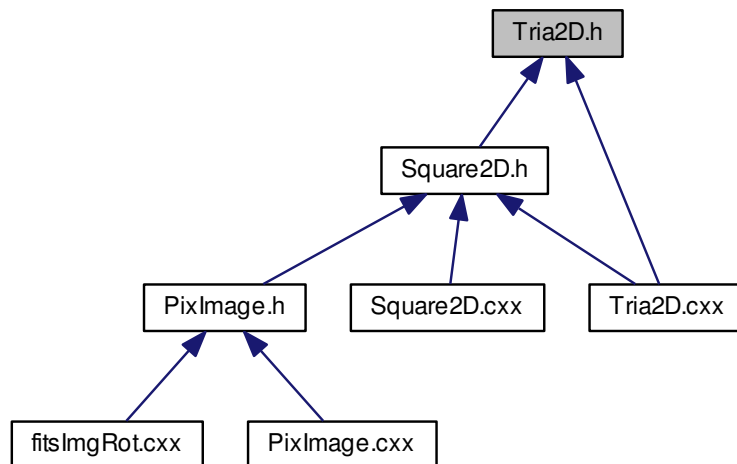 Tria2D.h
Square2D.h
PixImage.h
Square2D.cxx
Tria2D.cxx
fitsImgRot.cxx
PixImage.cxx